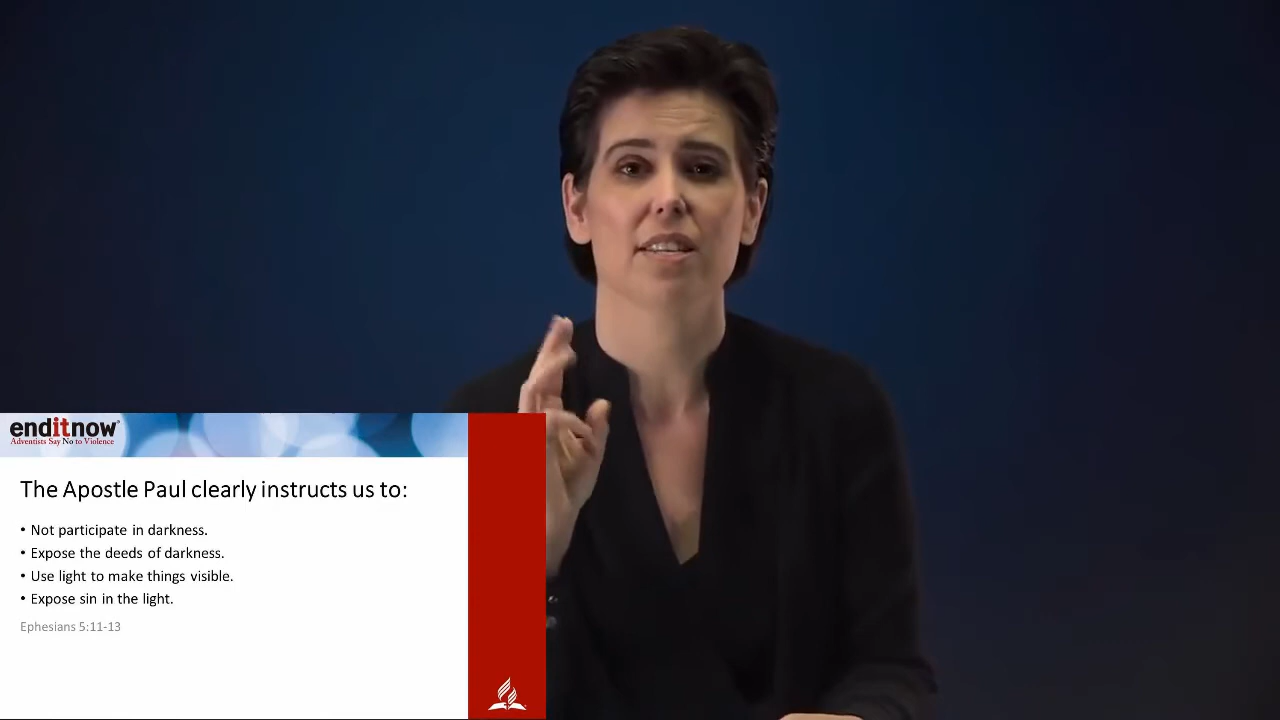 enditnow®
Adventists Say No to Violence
The Apostle Paul clearly instructs us to:
• Not participate in darkness.
• Expose the deeds of darkness.
• Use light to make things visible.
• Expose sin in the light.
Ephesians 5:11-13